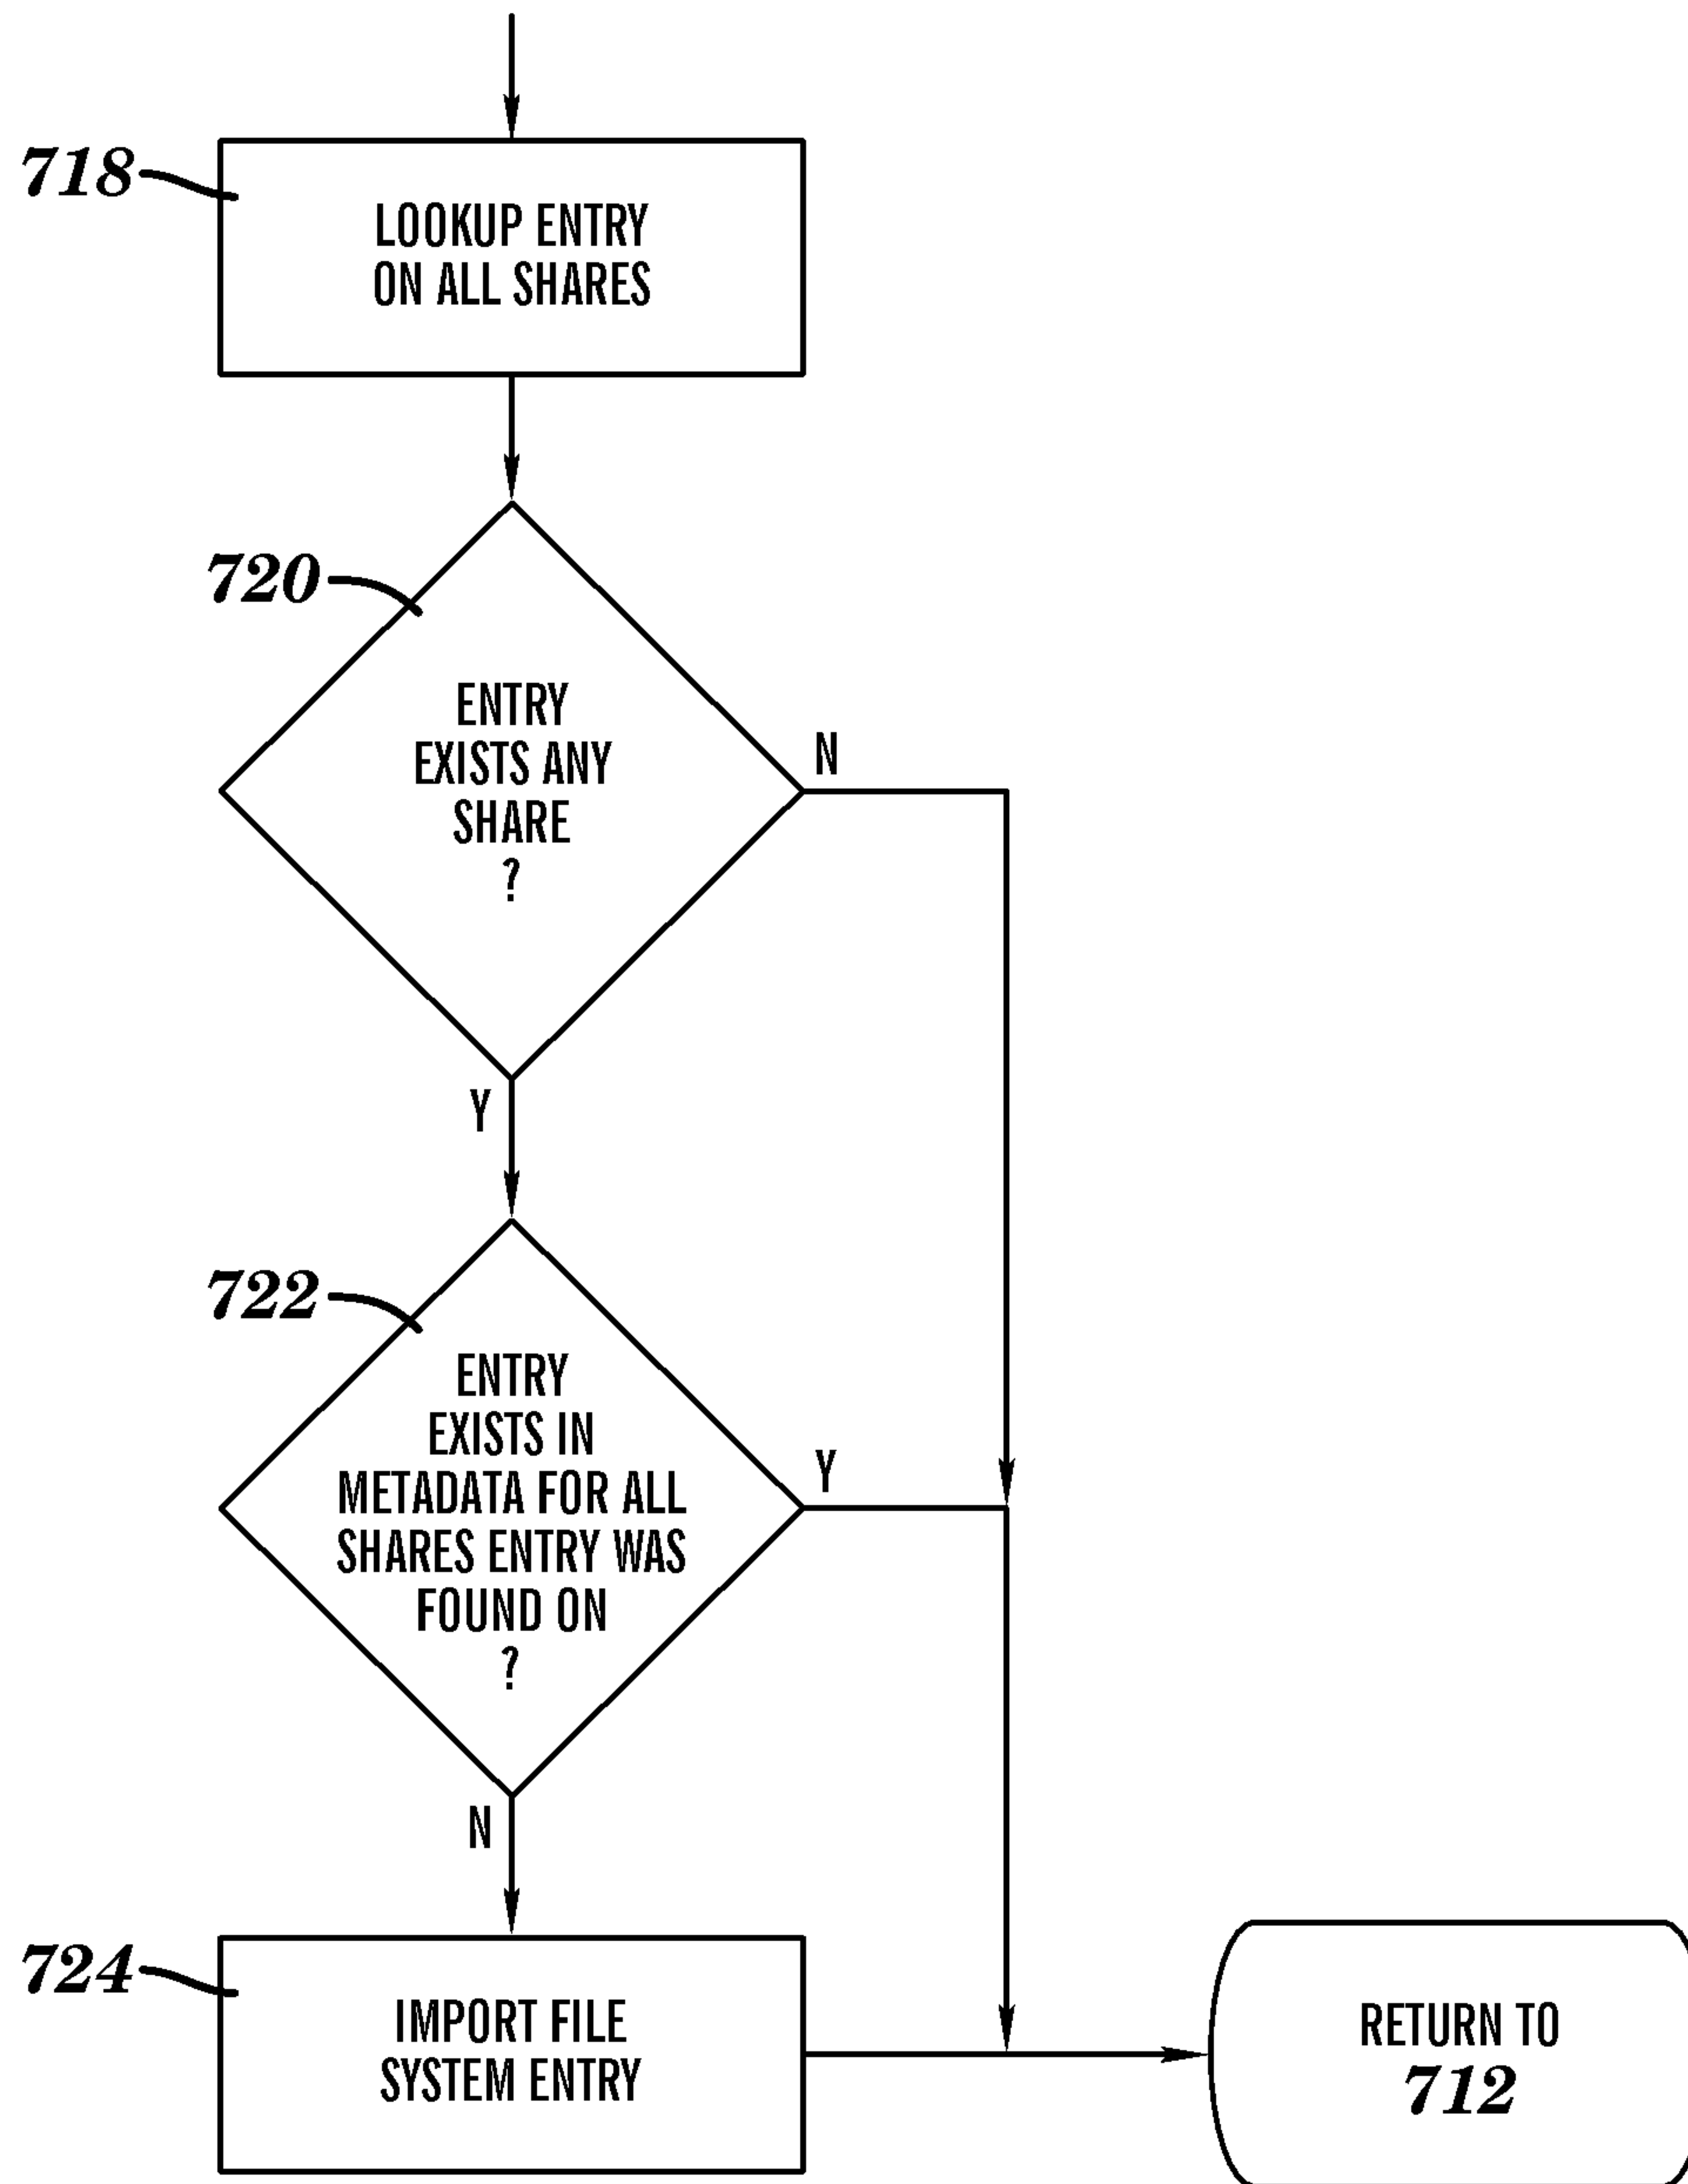 718
LOOKUP ENTRY
ON ALL SHARES
720
ENTRY
EXISTS ANY
SHARE
?
N
Y
722
ENTRY
EXISTS IN
METADATA FOR ALL
SHARES ENTRY WAS
FOUND ON
?
Y
N
724
IMPORT FILE
SYSTEM ENTRY
RETURN TO
712